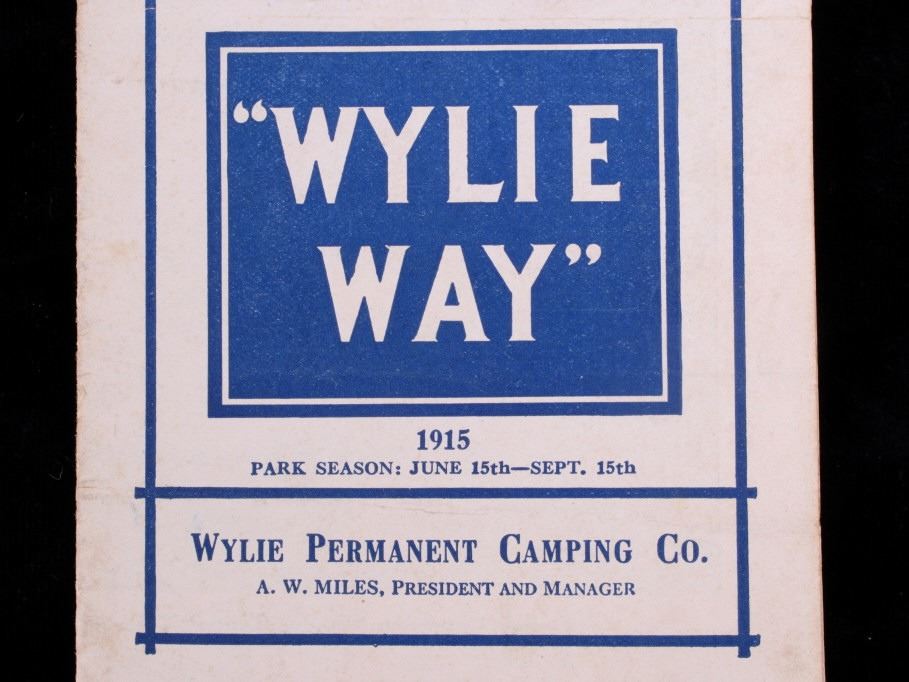 “WYLIE
WAY”
1915
PARK SEASON: JUNE 15th—SEPT. 15th
WYLIE PERMANENT CAMPING CO.
A. W. MILES, PRESIDENT AND MANAGER